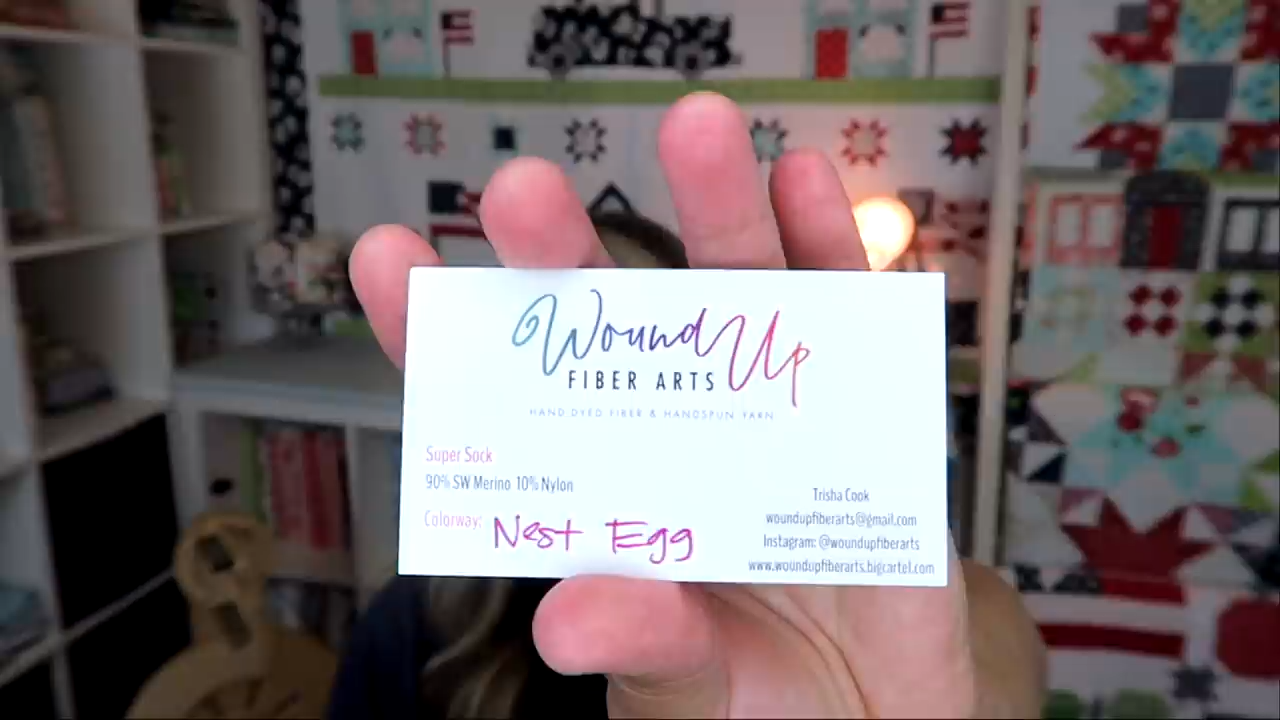 Wound Up
FIBER ARTS
HAND DYED FIBER & HANDSPUN YARN
Super Sock
90% SW Merino 10% Nylon
Colorway: Nest Egg
Trisha Cook
woundupfiberarts@gmail.com
Instagram: @woundupfiberarts
www.woundupfiberarts.bigcartel.com